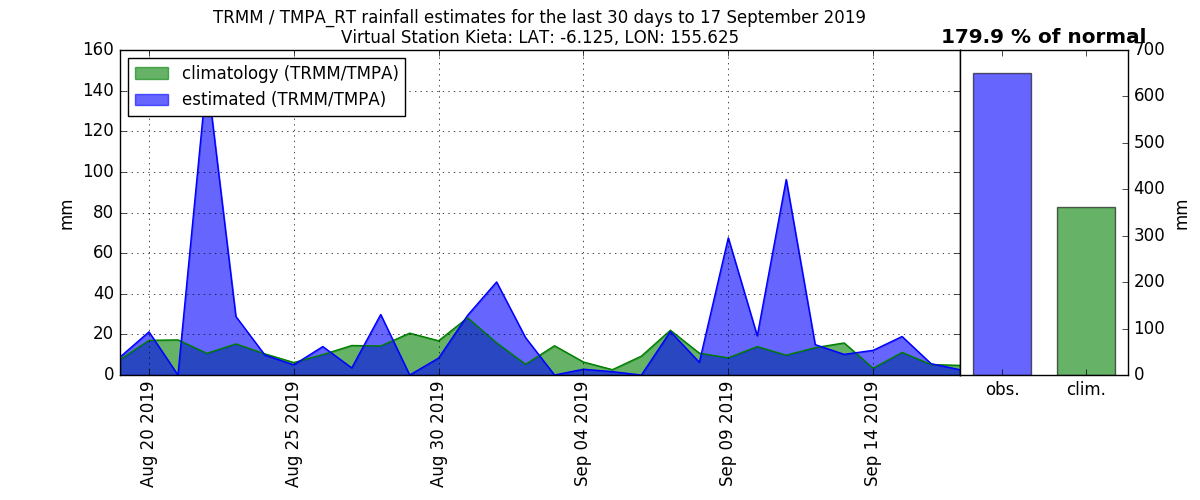 TRMM / TMPA_RT rainfall estimates for the last 30 days to 17 September 2019
Virtual Station Kieta: LAT: -6.125, LON: 155.625
179.9 % of normal
climatology (TRMM/TMPA)
estimated (TRMM/TMPA)
160
140
120
100
80
60
40
20
0
mm
Aug 20 2019
Aug 25 2019
Aug 30 2019
Sep 04 2019
Sep 09 2019
Sep 14 2019
700
600
500
400
300
200
100
0
mm
obs.
clim.